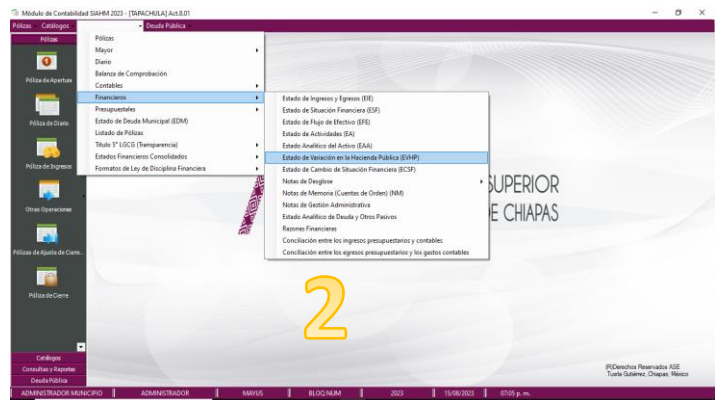 Módulo de Contabilidad SIAHM 2023 - [TAPACHULA] Act.8.01
Pólizas Catálogos Deuda Pública
Pólizas
Póliza de Apertura
Póliza de Diario
Póliza de Ingresos
Otras Operaciones
Pólizas de Ajuste de Cierre...
Póliza de Cierre
Catálogos
Consultas y Reportes
Deuda Pública
Pólizas
Mayor
Diario
Balanza de Comprobación
Contables
Financieros
Presupuestales
Estado de Deuda Municipal (EDM)
Listado de Pólizas
Título 5° LGCG (Transparencia)
Estados Financieros Consolidados
Formatos de Ley de Disciplina Financiera
Estado de Ingresos y Egresos (EIE)
Estado de Situación Financiera (ESF)
Estado de Flujo de Efectivo (EFE)
Estado de Actividades (EA)
Estado Analítico del Activo (EAA)
Estado de Variación en la Hacienda Pública (EVHP)
Estado de Cambio de Situación Financiera (ECSF)
Notas de Desglose
Notas de Memoria (Cuentas de Orden) (NM)
Notas de Gestión Administrativa
Estado Analítico de Deuda y Otros Pasivos
Razones Financieras
Conciliación entre los ingresos presupuestarios y contables
Conciliación entre los egresos presupuestarios y los gastos contables
SUPERIOR
E CHIAPAS
2
(R)Derechos Reservados ASE
Tuxtla Gutiérrez, Chiapas, México
ADMINISTRADOR MUNICIPIO ADMINISTRADOR MAYUS BLOQ NUM 2023 15/08/2023 07:05 p. m.